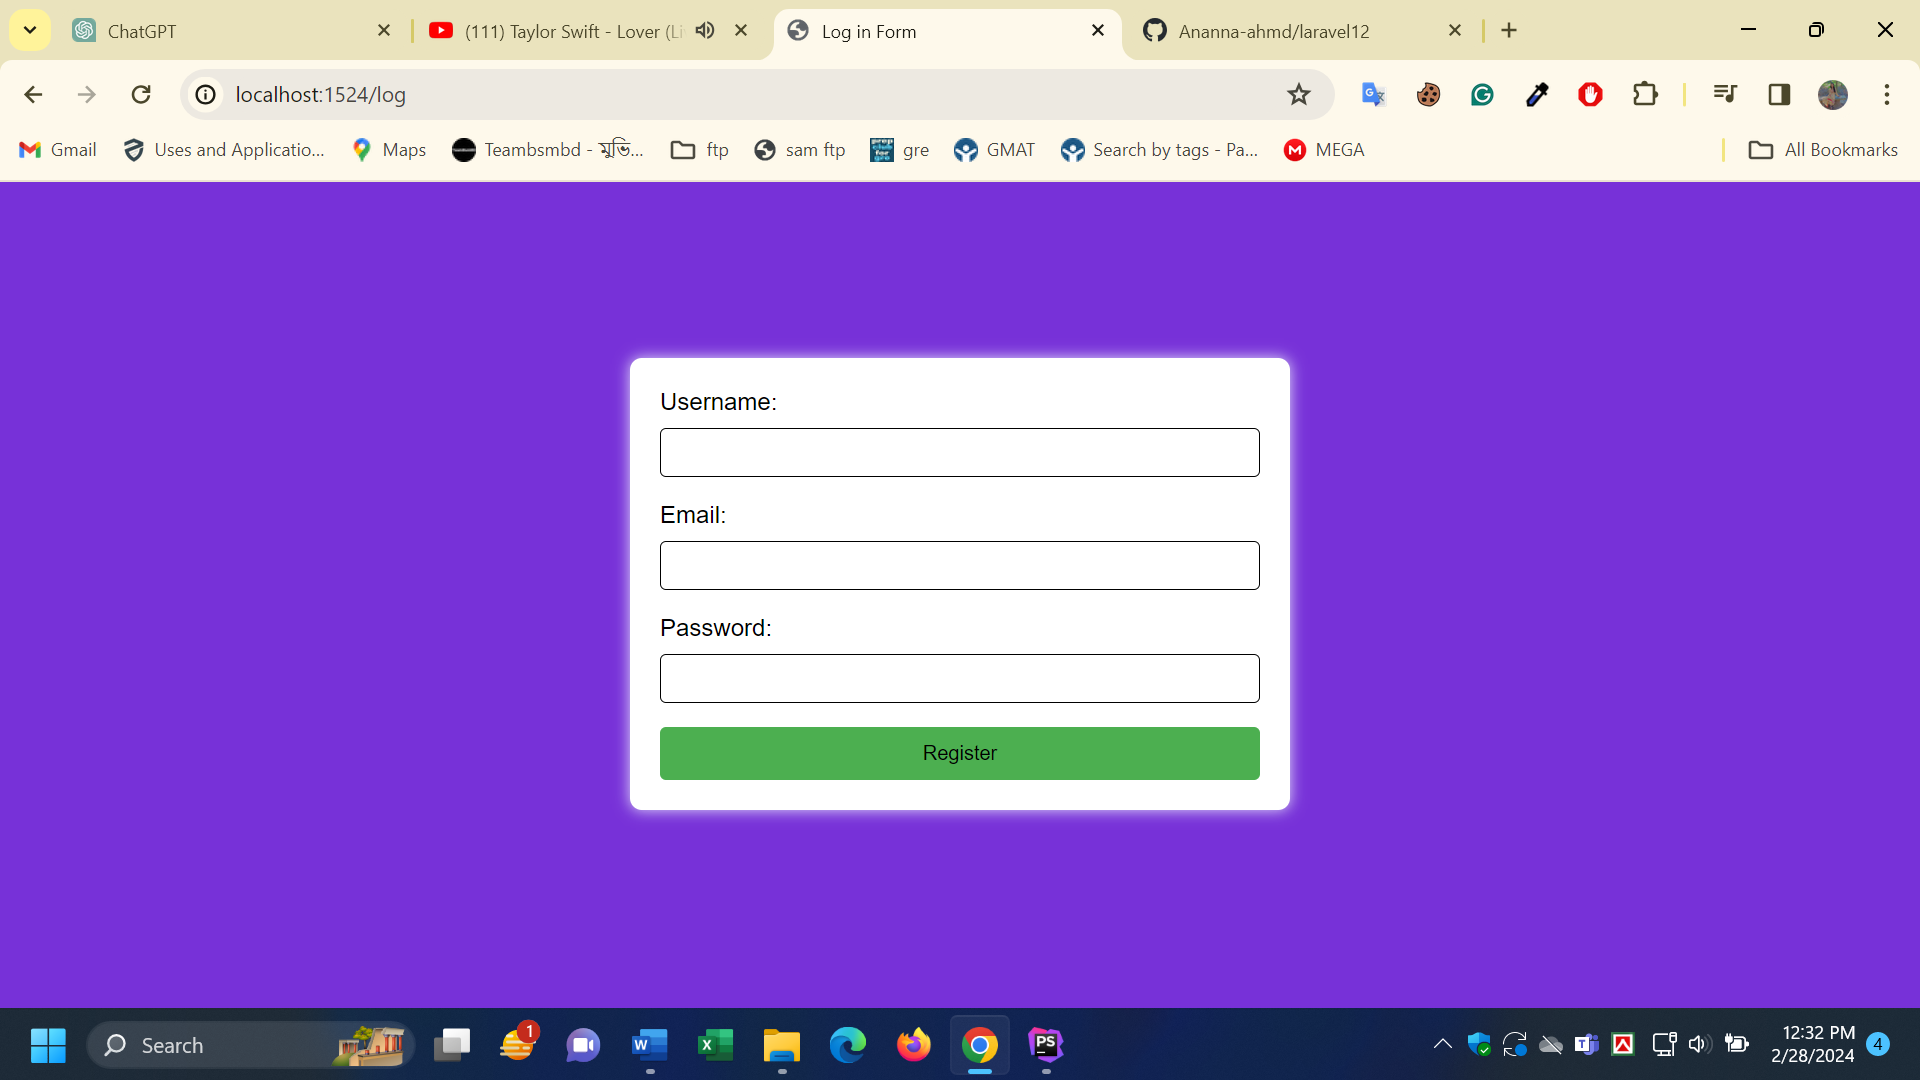 ChatGPT
(111) Taylor Swift - Lover (Li
Log in Form
Ananna-ahmd/laravel12
localhost:1524/log
Gmail
Uses and Applicatio...
Maps
Teambsmbd - মুভি...
ftp
sam ftp
gre
GMAT
Search by tags - Pa...
MEGA
All Bookmarks
Username:
Email:
Password:
Register
Search
1
12:32 PM
2/28/2024
4